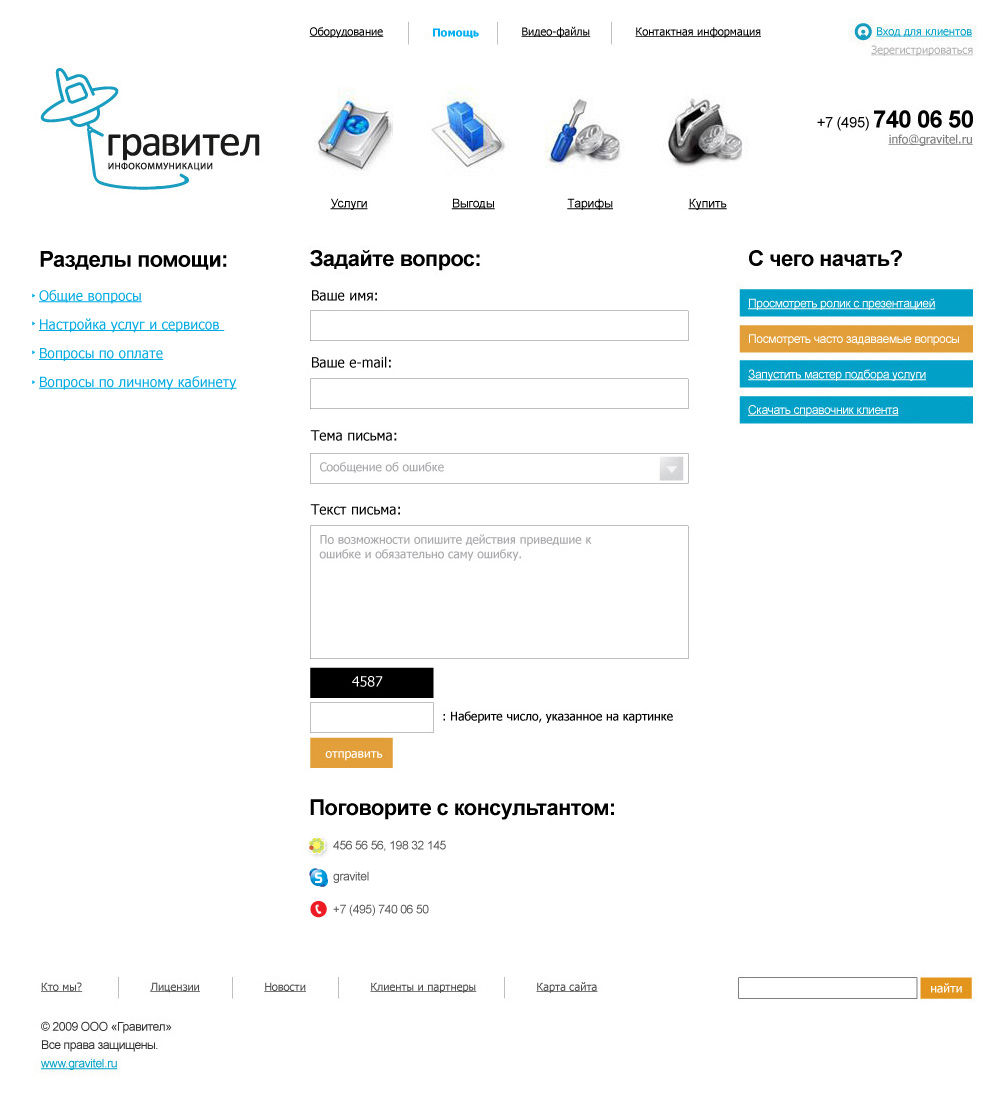 Оборудование
Помощь
Видео-файлы
Контактная информация
Вход для клиентов
Зерегистрироваться
гравител
ИНФОКОММУНИКАЦИИ
+7 (495) 740 06 50
info@gravitel.ru
Услуги
Выгоды
Тарифы
Купить
Разделы помощи:
Общие вопросы
Настройка услуг и сервисов
Вопросы по оплате
Вопросы по личному кабинету
Задайте вопрос:
Ваше имя:
Ваше e-mail:
Тема письма:
Сообщение об ошибке
Текст письма:
По возможности опишите действия приведшие к
ошибке и обязательно саму ошибку.
4587
: Наберите число, указанное на картинке
отправить
Поговорите с консультантом:
456 56 56, 198 32 145
gravitel
+7 (495) 740 06 50
С чего начать?
Просмотреть ролик с презентацией
Посмотреть часто задаваемые вопросы
Запустить мастер подбора услуги
Скачать справочник клиента
Кто мы?
Лицензии
Новости
Клиенты и партнеры
Карта сайта
найти
© 2009 ООО «Гравител»
Все права защищены.
www.gravitel.ru